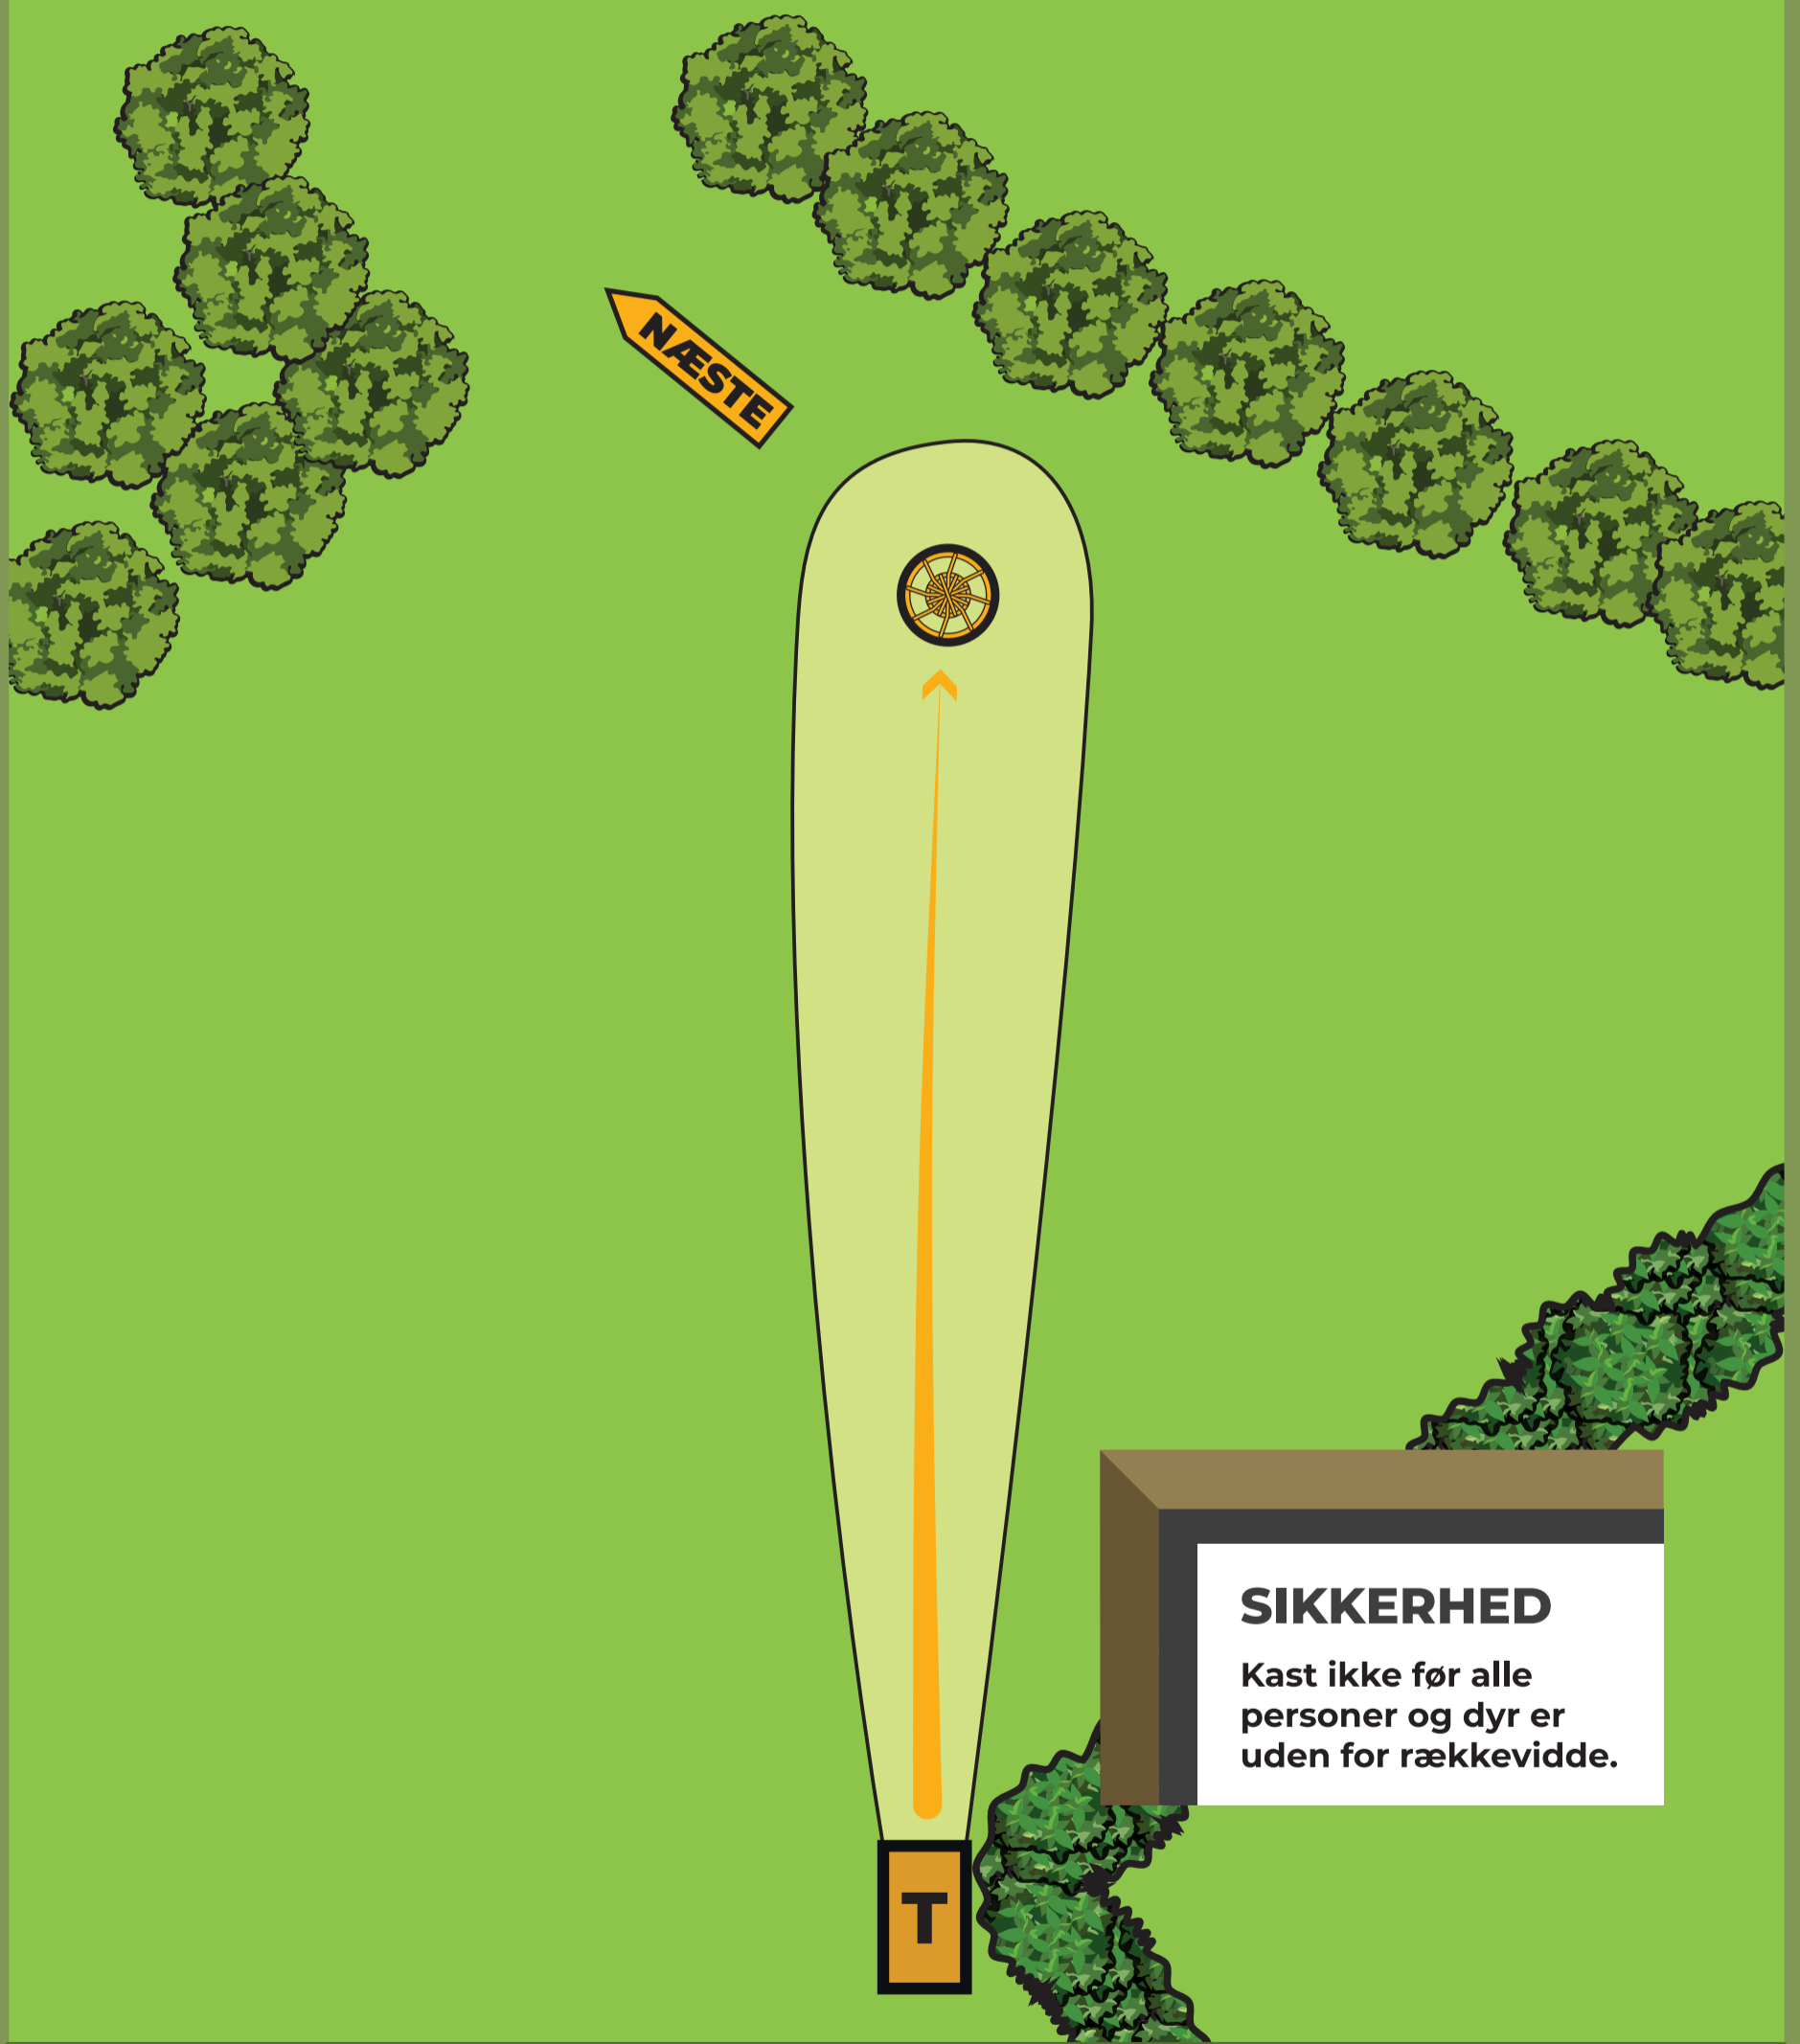 NÆSTE
SIKKERHED
Kast ikke før alle
personer og dyr er
uden for rækkevidde.
T